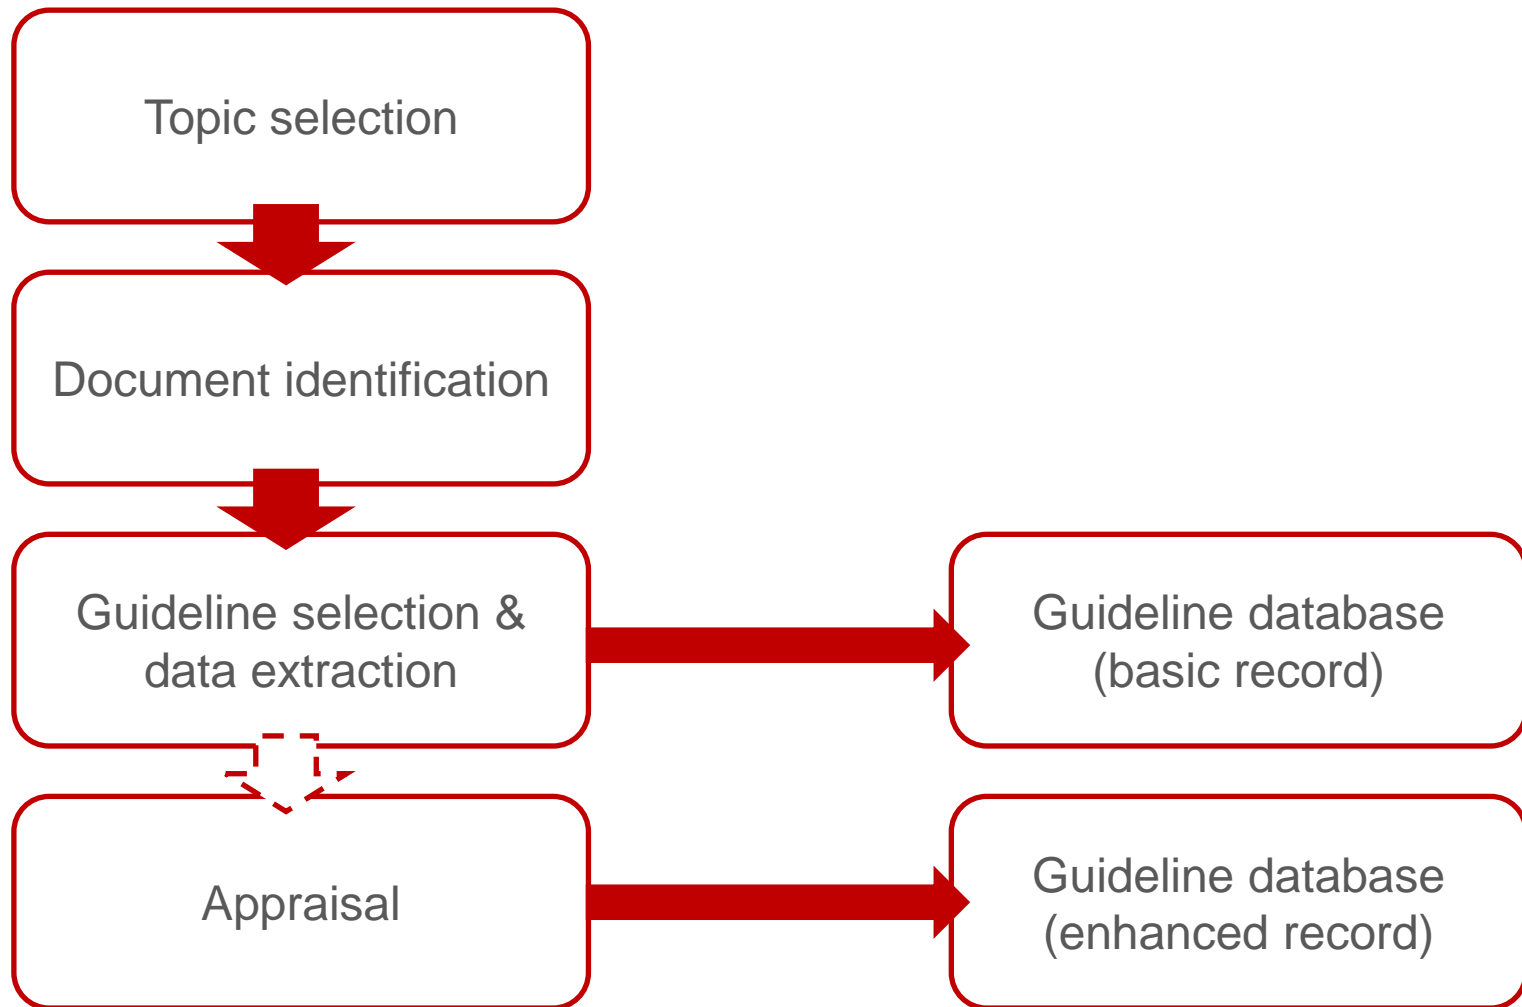 Topic selection
Document identification
Guideline selection &
data extraction
Guideline database
(basic record)
Appraisal
Guideline database
(enhanced record)